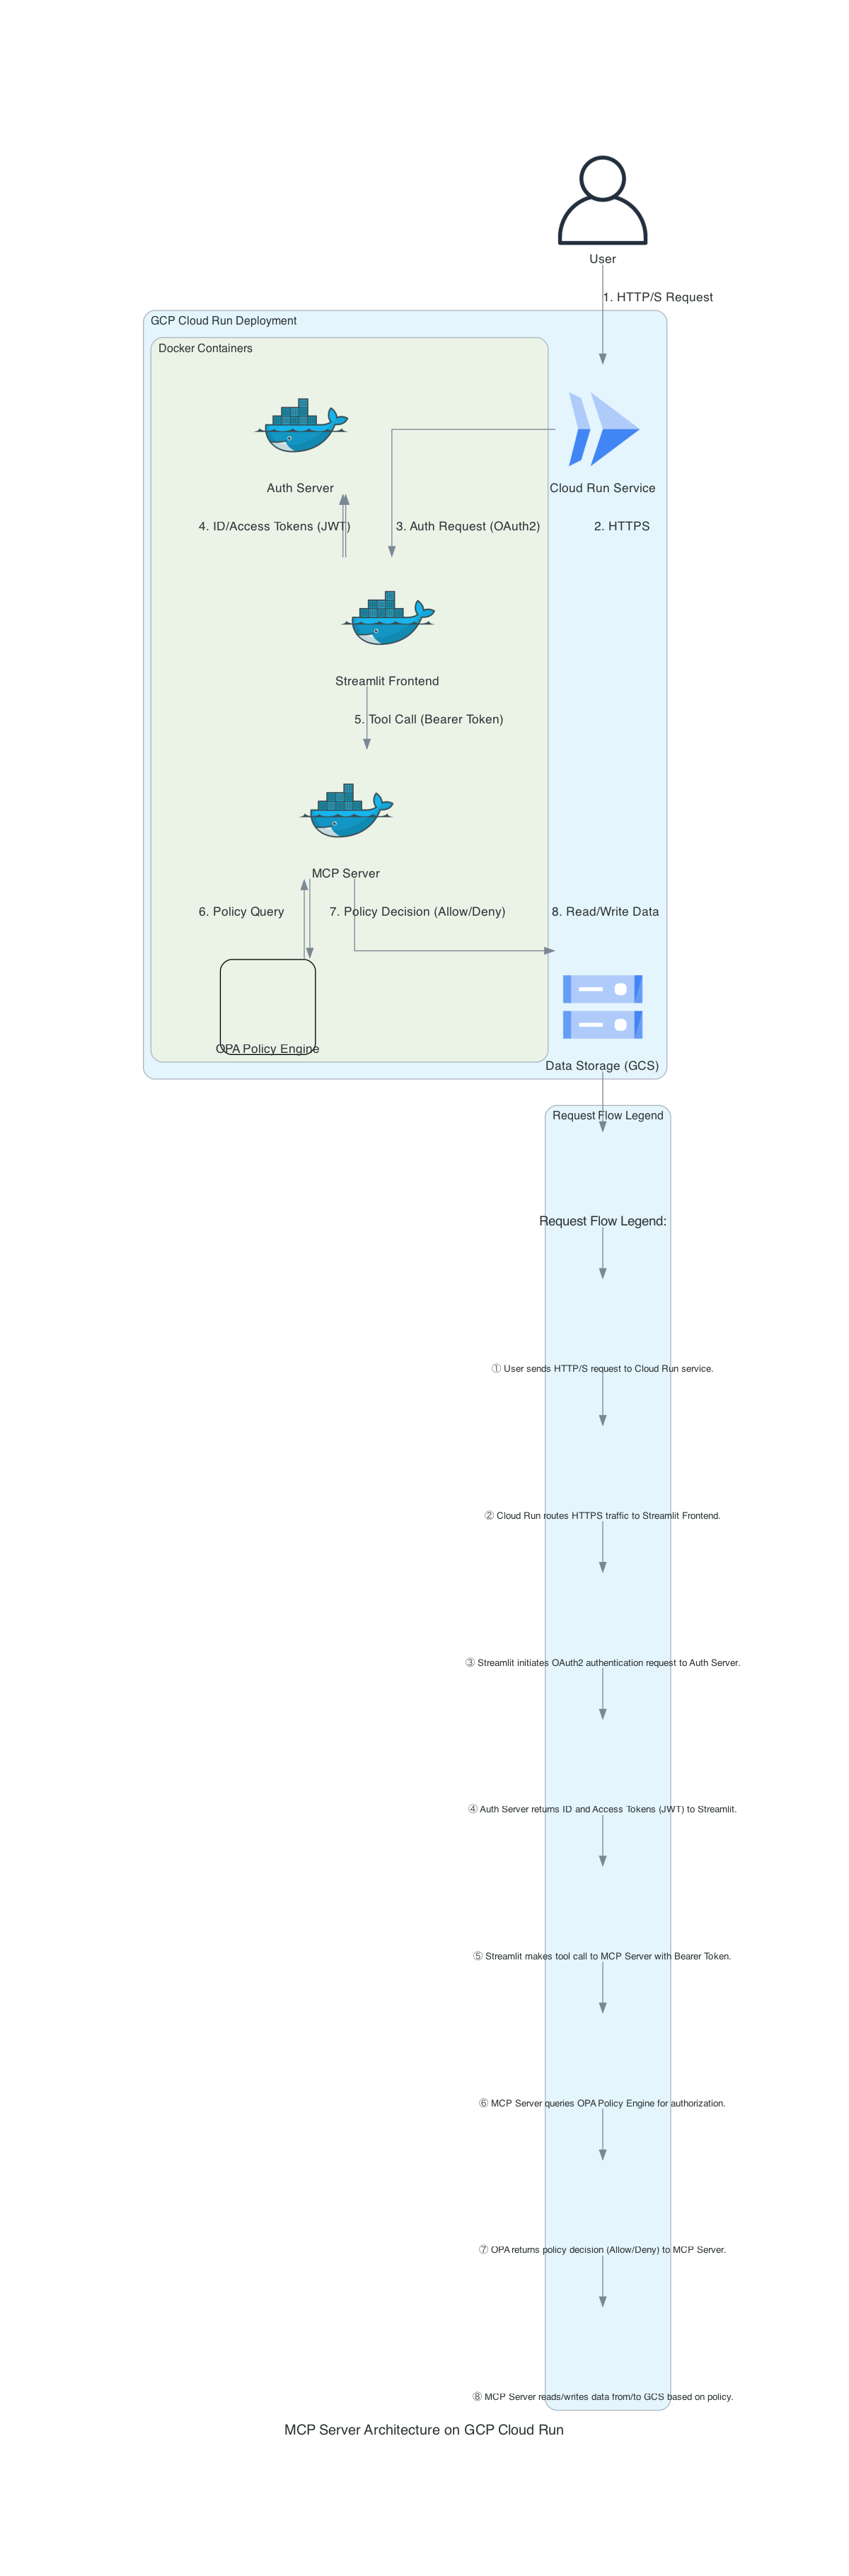 User
1. HTTP/S Request
GCP Cloud Run Deployment
Docker Containers
Auth Server
Cloud Run Service
4. ID/Access Tokens (JWT)
3. Auth Request (OAuth2)
2. HTTPS
Streamlit Frontend
5. Tool Call (Bearer Token)
MCP Server
6. Policy Query
7. Policy Decision (Allow/Deny)
8. Read/Write Data
OPA Policy Engine
Data Storage (GCS)
Request Flow Legend
Request Flow Legend:
① User sends HTTP/S request to Cloud Run service.
② Cloud Run routes HTTPS traffic to Streamlit Frontend.
③ Streamlit initiates OAuth2 authentication request to Auth Server.
④ Auth Server returns ID and Access Tokens (JWT) to Streamlit.
⑤ Streamlit makes tool call to MCP Server with Bearer Token.
⑥ MCP Server queries OPA Policy Engine for authorization.
⑦ OPA returns policy decision (Allow/Deny) to MCP Server.
⑧ MCP Server reads/writes data from/to GCS based on policy.
MCP Server Architecture on GCP Cloud Run